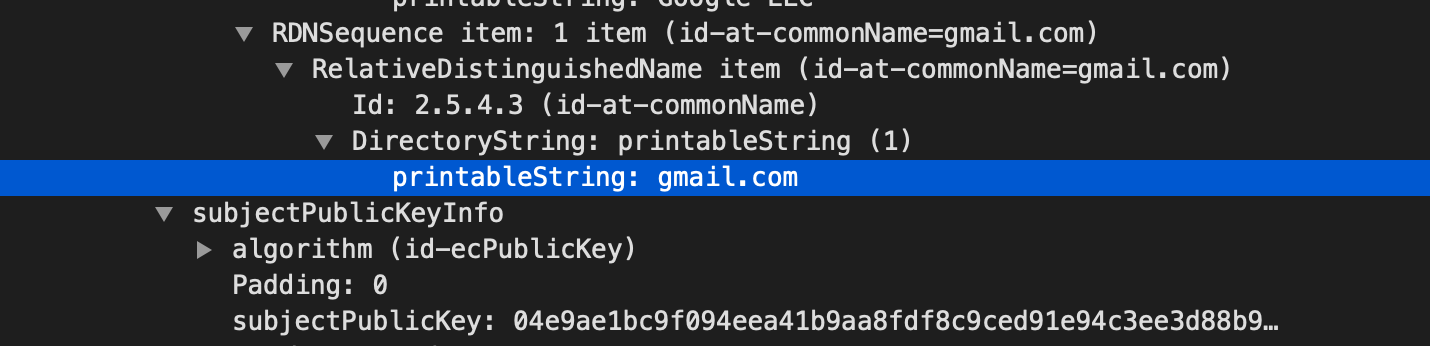 printableString: Google LLC
RDNSequence item: 1 item (id-at-commonName=gmail.com)
RelativeDistinguishedName item (id-at-commonName=gmail.com)
Id: 2.5.4.3 (id-at-commonName)
DirectoryString: printableString (1)
printableString: gmail.com
subjectPublicKeyInfo
algorithm (id-ecPublicKey)
Padding: 0
subjectPublicKey: 04e9ae1bc9f094eea41b9aa8fdf8c9ced91e94c3ee3d88b9…